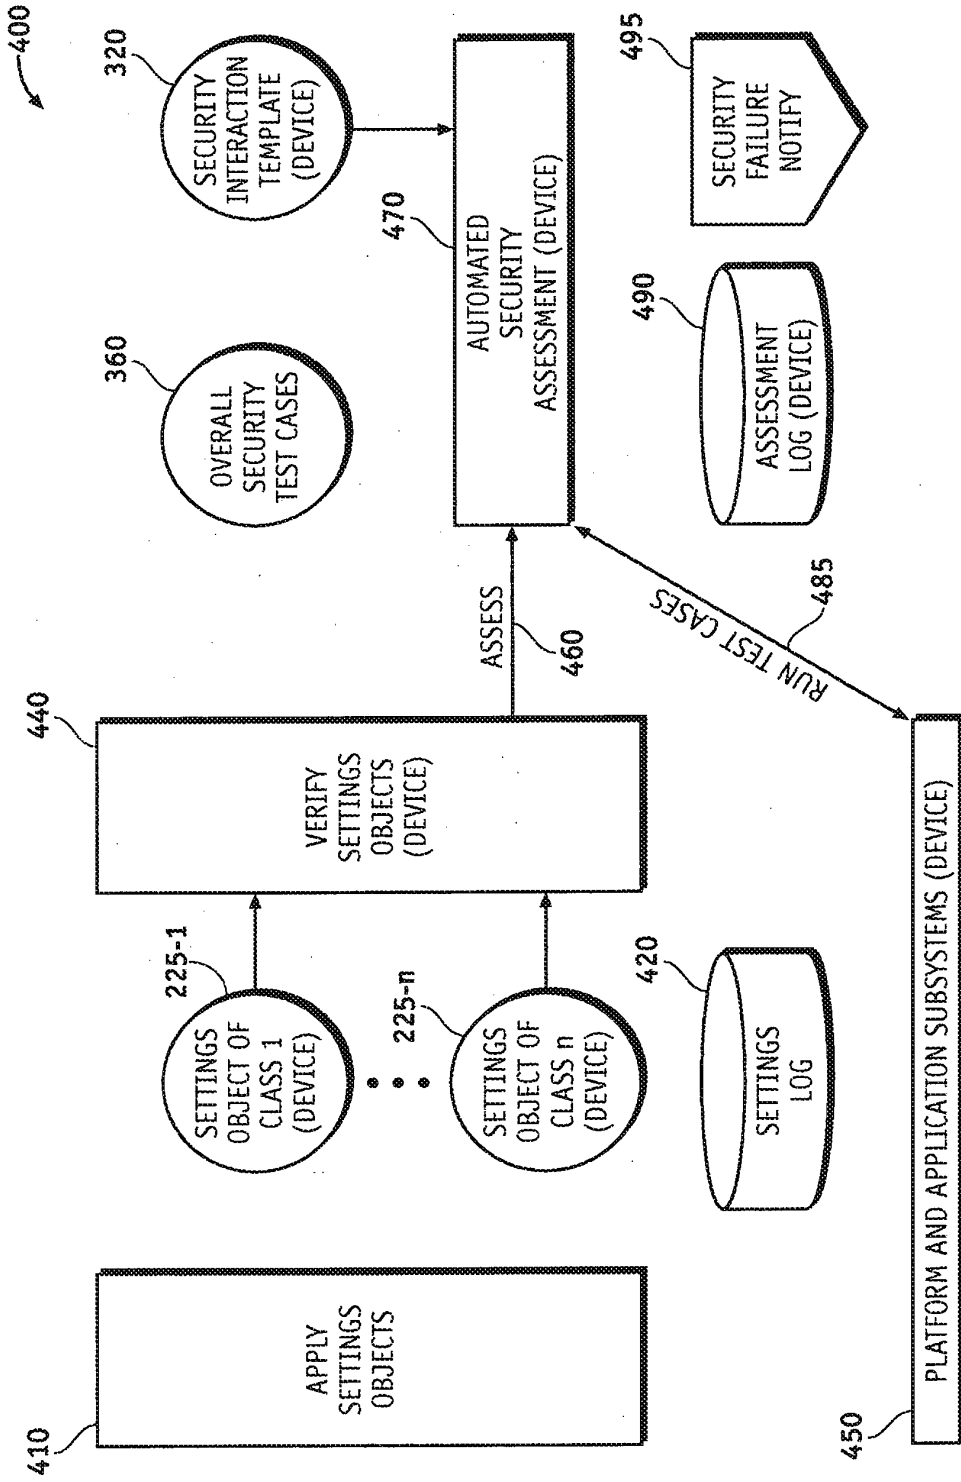 400
410
APPLY
SETTINGS
OBJECTS
225-1
SETTINGS
OBJECT OF
CLASS 1
(DEVICE)
225-n
SETTINGS
OBJECT OF
CLASS n
(DEVICE)
440
VERIFY
SETTINGS
OBJECTS
(DEVICE)
ASSESS
460
360
OVERALL
SECURITY
TEST CASES
320
SECURITY
INTERACTION
TEMPLATE
(DEVICE)
470
AUTOMATED
SECURITY
ASSESSMENT (DEVICE)
420
SETTINGS
LOG
RUN TEST CASES
485
490
ASSESSMENT
LOG (DEVICE)
495
SECURITY
FAILURE
NOTIFY
450
PLATFORM AND APPLICATION SUBSYSTEMS (DEVICE)